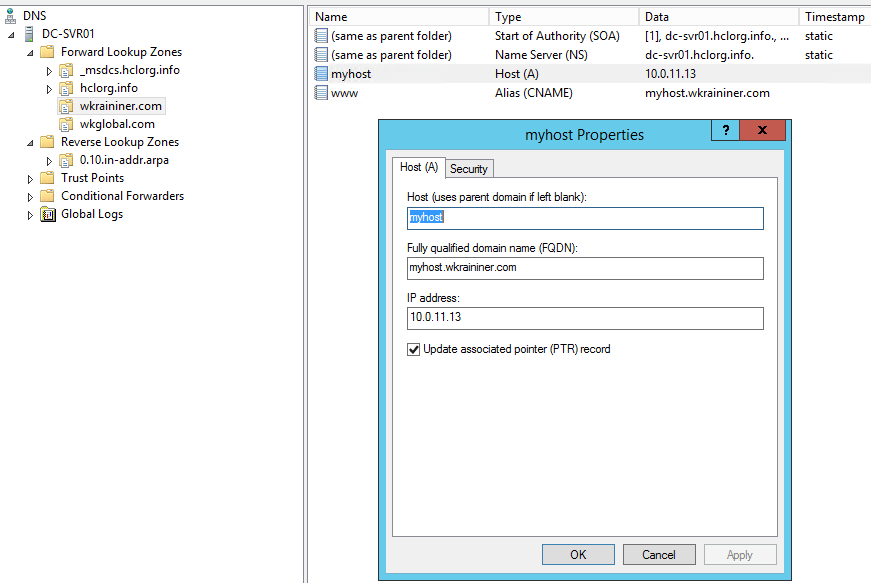 DNS
DC-SVR01
Forward Lookup Zones
_msdcs.hclorg.info
hclorg.info
wkraininer.com
wkglobal.com
Reverse Lookup Zones
0.10.in-addr.arpa
Trust Points
Conditional Forwarders
Global Logs
Name Type Data Timestamp
(same as parent folder) Start of Authority (SOA) [1], dc-svr01.hclorg.info., ... static
(same as parent folder) Name Server (NS) dc-svr01.hclorg.info. static
myhost Host (A) 10.0.11.13
www Alias (CNAME) myhost.wkraininer.com
myhost Properties
? x
Host (A) Security
Host (uses parent domain if left blank):
myhost
Fully qualified domain name (FQDN):
myhost.wkraininer.com
IP address:
10.0.11.13
Update associated pointer (PTR) record
OK Cancel Apply